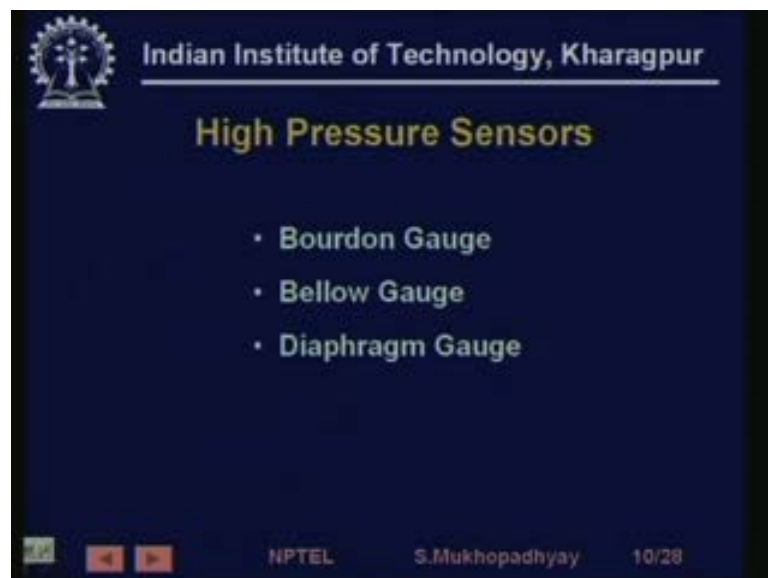 Indian Institute of Technology, Kharagpur
High Pressure Sensors
• Bourdon Gauge
• Bellow Gauge
• Diaphragm Gauge
NPTEL S.Mukhopadhyay 10/28